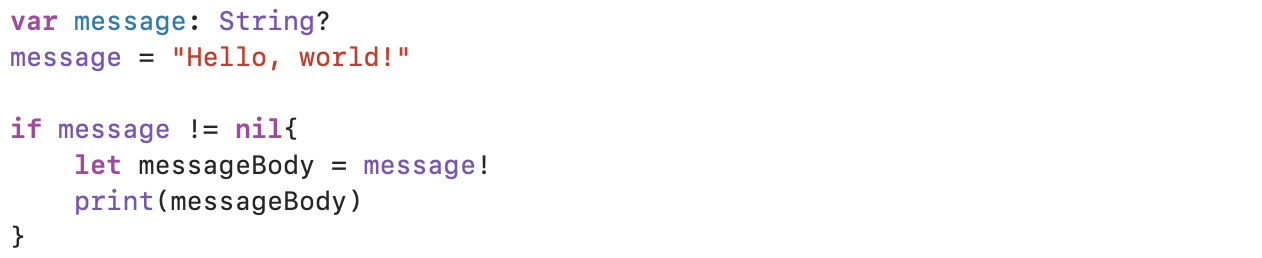 var message: String?
message = "Hello, world!"

if message != nil{
    let messageBody = message!
    print(messageBody)
}